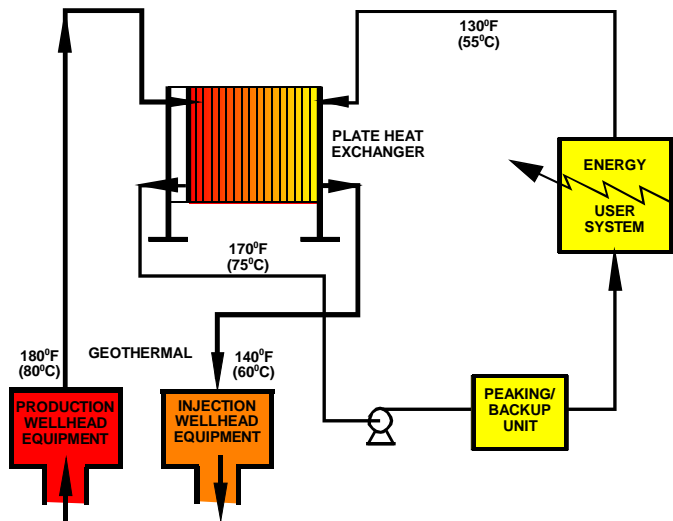 130⁰F
(55⁰C)
PLATE HEAT
EXCHANGER
ENERGY
USER
SYSTEM
170⁰F
(75⁰C)
180⁰F
(80⁰C)
GEOTHERMAL
140⁰F
(60⁰C)
PRODUCTION
WELLHEAD
EQUIPMENT
INJECTION
WELLHEAD
EQUIPMENT
PEAKING/
BACKUP
UNIT